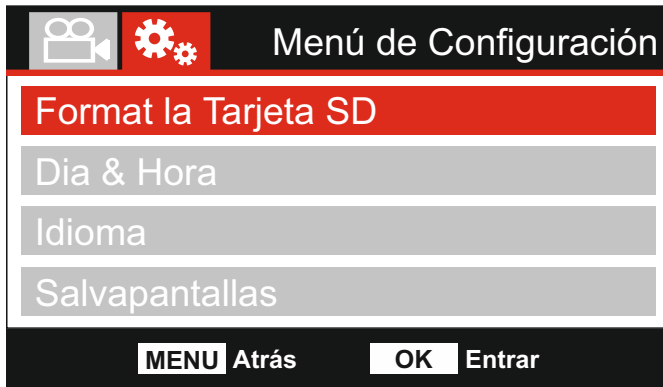 Menú de Configuración
Format la Tarjeta SD
Dia & Hora
Idioma
Salvapantallas
MENU Atrás OK Entrar